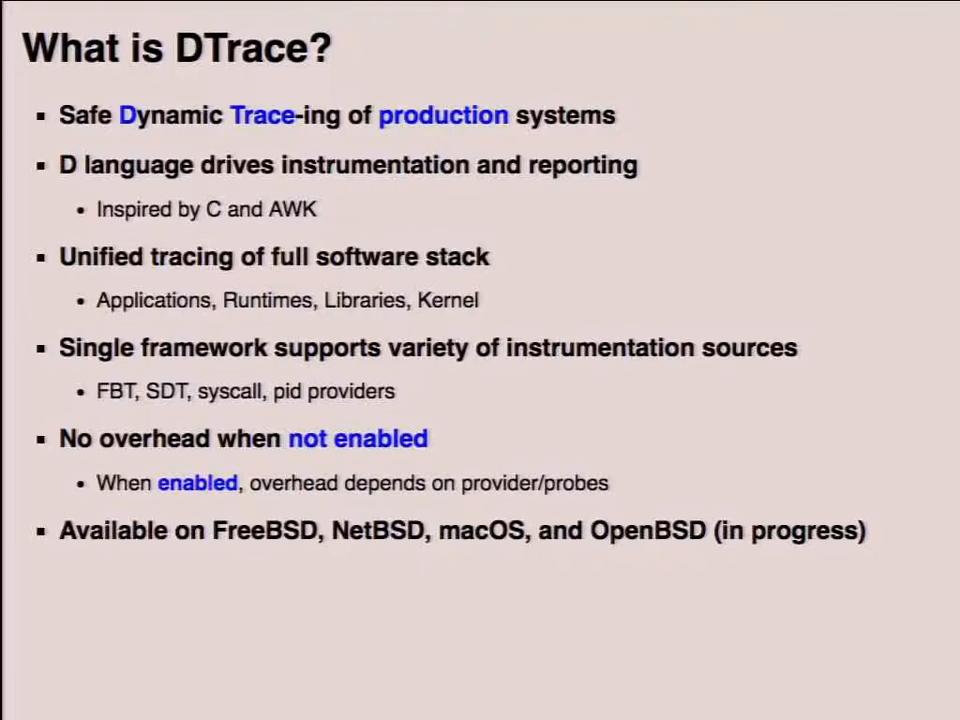 What is DTrace?
▪ Safe Dynamic Trace-ing of production systems
▪ D language drives instrumentation and reporting
• Inspired by C and AWK
▪ Unified tracing of full software stack
• Applications, Runtimes, Libraries, Kernel
▪ Single framework supports variety of instrumentation sources
• FBT, SDT, syscall, pid providers
▪ No overhead when not enabled
• When enabled, overhead depends on provider/probes
▪ Available on FreeBSD, NetBSD, macOS, and OpenBSD (in progress)